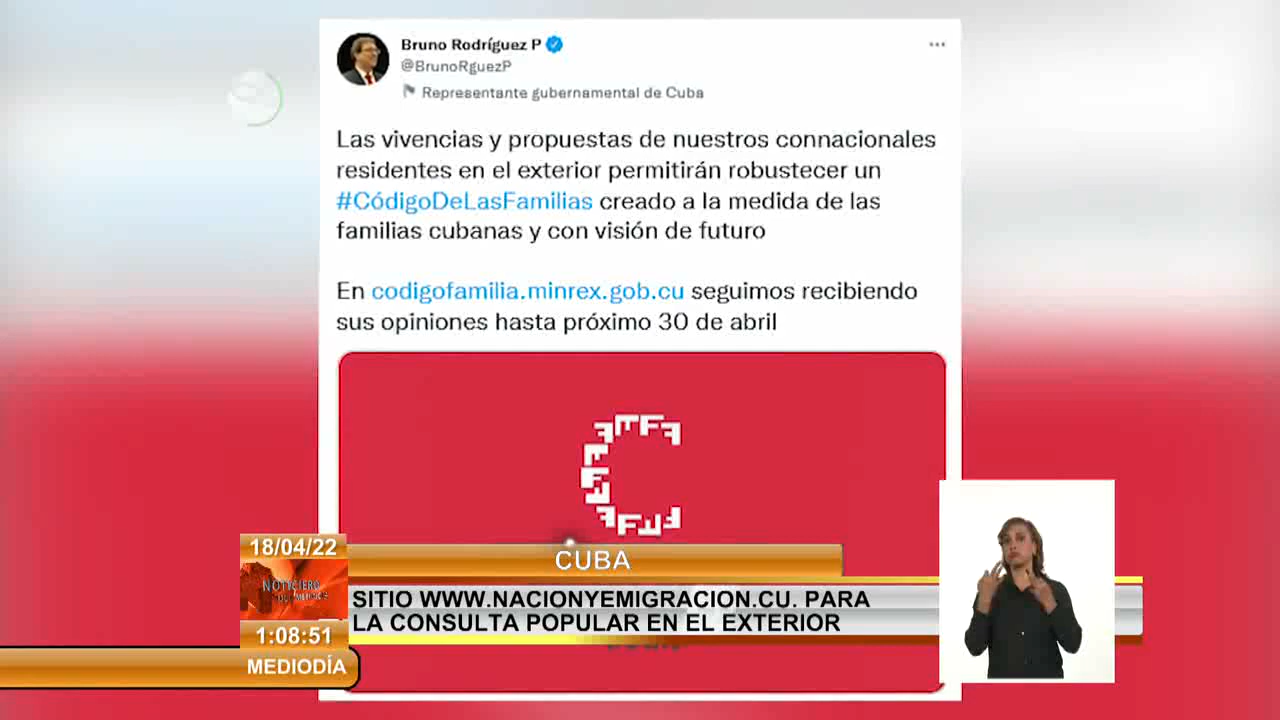 Bruno Rodríguez P
@BrunoRguezP
Representante gubernamental de Cuba
Las vivencias y propuestas de nuestros connacionales
residentes en el exterior permitirán robustecer un
#CódigoDeLasFamilias creado a la medida de las
familias cubanas y con visión de futuro
En codigofamilia.minrex.gob.cu seguimos recibiendo
sus opiniones hasta próximo 30 de abril
18/04/22
CUBA
NOTICIERO
SITIO WWW.NACIONYEMIGRACION.CU. PARA
LA CONSULTA POPULAR EN EL EXTERIOR
1:08:51
MEDIODÍA